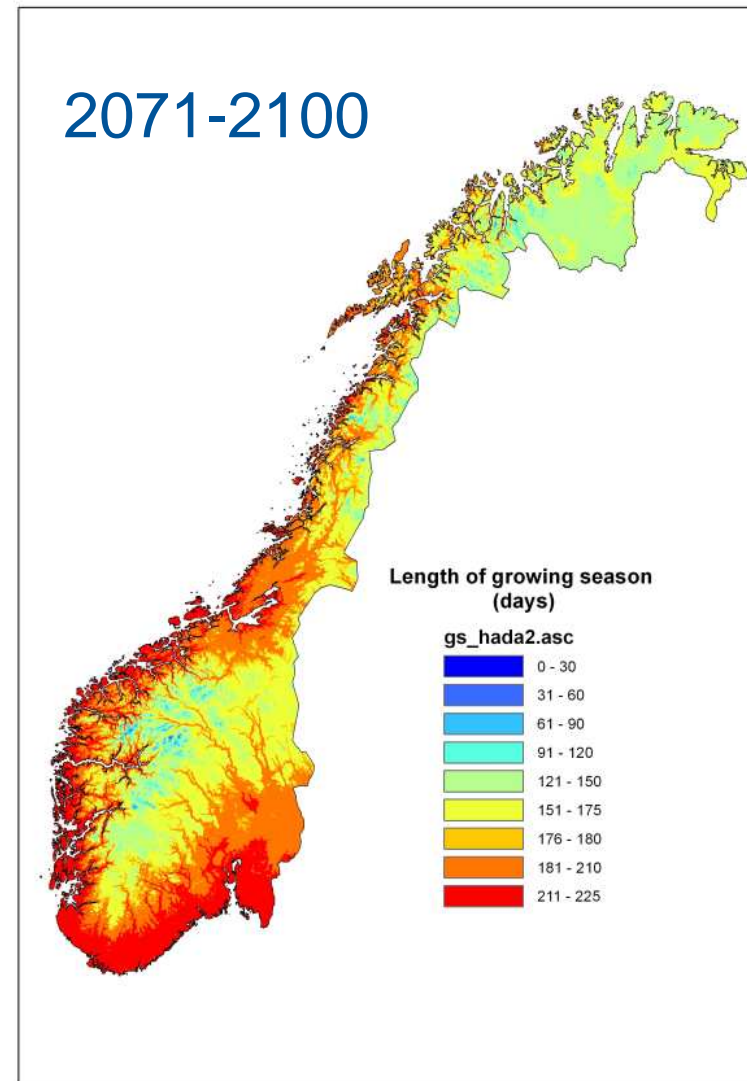 2071-2100
Length of growing season
(days)
gs_hada2.asc
0 - 30
31 - 60
61 - 90
91 - 120
121 - 150
151 - 175
176 - 180
181 - 210
211 - 225